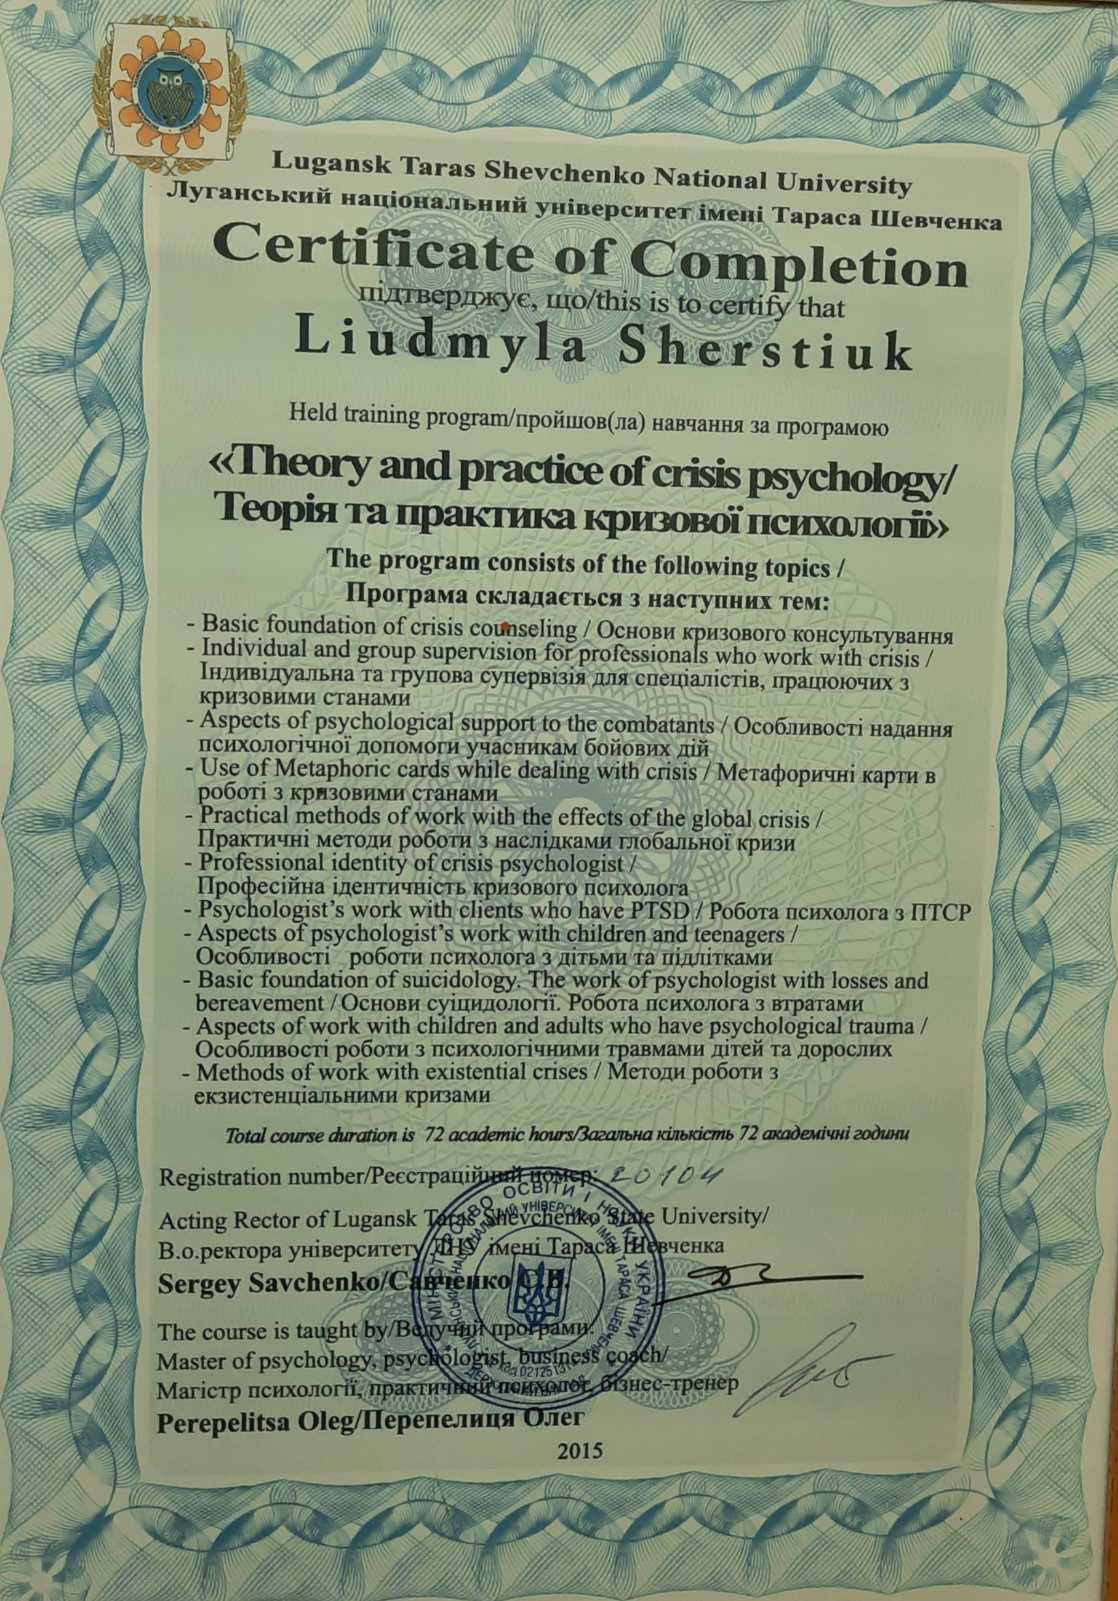 Lugansk Taras Shevchenko National University
Луганський національний університет імені Тараса Шевченка
Certificate of Completion
підтверджує, що/this is to certify that
Liudmyla Sherstiuk
Held training program/пройшов(ла) навчання за програмою
«Theory and practice of crisis psychology/
Теорія та практика кризової психології»
The program consists of the following topics /
Програма складається з наступних тем:
- Basic foundation of crisis counseling / Основи кризового консультування
- Individual and group supervision for professionals who work with crisis /
Індивідуальна та групова супервізія для спеціалістів, працюючих з
кризовими станами
- Aspects of psychological support to the combatants / Особливості надання
психологічної допомоги учасникам бойових дій
- Use of Metaphoric cards while dealing with crisis / Метафоричні карти в
роботі з кризовими станами
- Practical methods of work with the effects of the global crisis /
Практичні методи роботи з наслідками глобальної кризи
- Professional identity of crisis psychologist /
Професійна ідентичність кризового психолога
- Psychologist's work with clients who have PTSD / Робота психолога з ПТСР
- Aspects of psychologist's work with children and teenagers /
Особливості роботи психолога з дітьми та підлітками
- Basic foundation of suicidology. The work of psychologist with losses and
bereavement / Основи суіцидології. Робота психолога з втратами
- Aspects of work with children and adults who have psychological trauma /
Особливості роботи з психологічними травмами дітей та дорослих
- Methods of work with existential crises / Методи роботи з
екзистенціальними кризами
Total course duration is 72 academic hours/Загальна кількість 72 академічні години
Registration number/Реєстраційний номер: 20104
Acting Rector of Lugansk Taras Shevchenko State University/
В.о.ректора університету ЛНУ імені Тараса Шевченка
Sergey Savchenko/Савченко С.В.
The course is taught by/Ведучий програми:
Master of psychology, psychologist, business coach/
Магістр психології, практичний психолог, бізнес-тренер
Perepelitsa Oleg/Перепелиця Олег
2015
МІНІСТЕРСТВО ОСВІТИ І НАУКИ УКРАЇНИ
НАЦІОНАЛЬНИЙ УНІВЕРСИТЕТ ІМЕНІ ТАРАСА ШЕВЧЕНКА